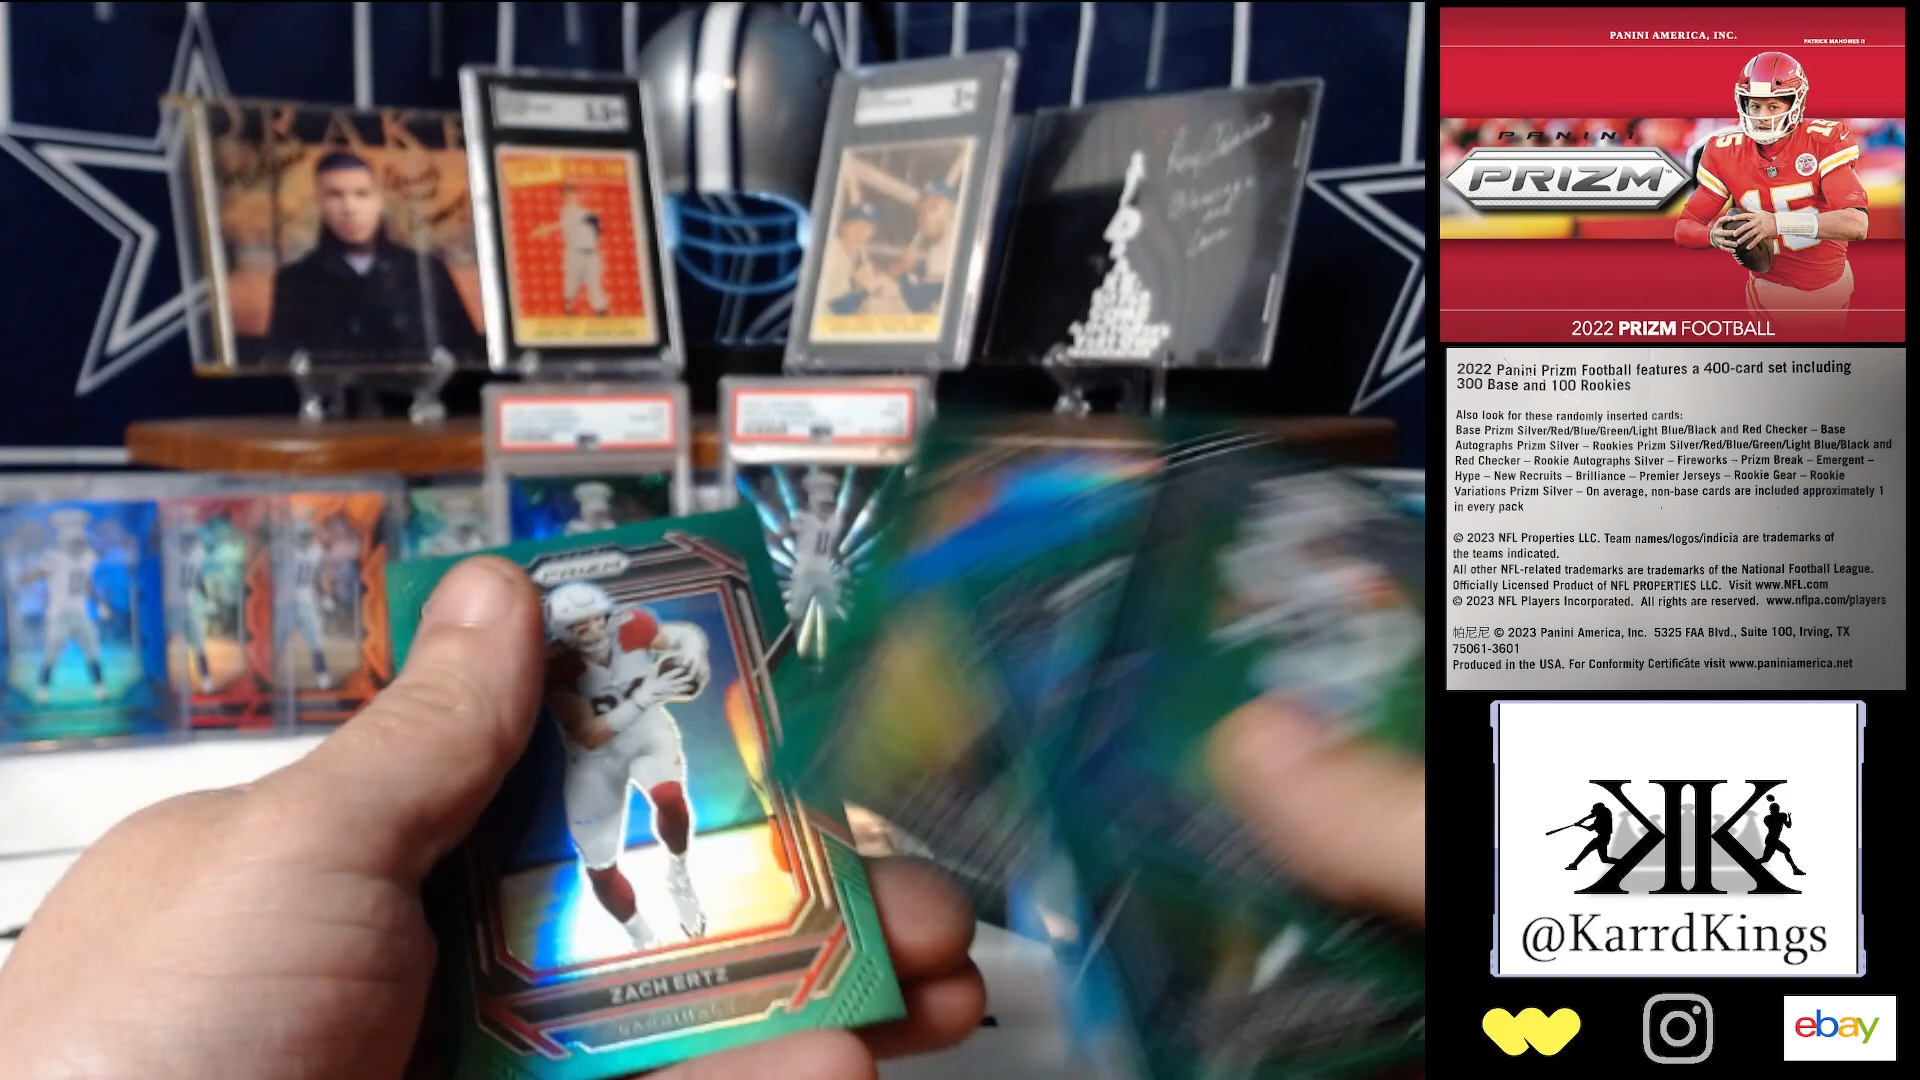 DRAKE
PRIZM
ZACH ERTZ
CARDINALS
PANINI AMERICA, INC.
PATRICK MAHOMES II
PANINI
PRIZM™
2022 PRIZM FOOTBALL
2022 Panini Prizm Football features a 400-card set including
300 Base and 100 Rookies
Also look for these randomly inserted cards:
Base Prizm Silver/Red/Blue/Green/Light Blue/Black and Red Checker – Base
Autographs Prizm Silver – Rookies Prizm Silver/Red/Blue/Green/Light Blue/Black and
Red Checker – Rookie Autographs Silver – Fireworks – Prizm Break – Emergent –
Hype – New Recruits – Brilliance – Premier Jerseys – Rookie Gear – Rookie
Variations Prizm Silver – On average, non-base cards are included approximately 1
in every pack
© 2023 NFL Properties LLC. Team names/logos/indicia are trademarks of
the teams indicated.
All other NFL-related trademarks are trademarks of the National Football League.
Officially Licensed Product of NFL PROPERTIES LLC. Visit www.NFL.com
© 2023 NFL Players Incorporated. All rights are reserved. www.nflpa.com/players
帕尼尼 © 2023 Panini America, Inc. 5325 FAA Blvd., Suite 100, Irving, TX
75061-3601
Produced in the USA. For Conformity Certificate visit www.paniniamerica.net
KK
@KarrdKings
ebay